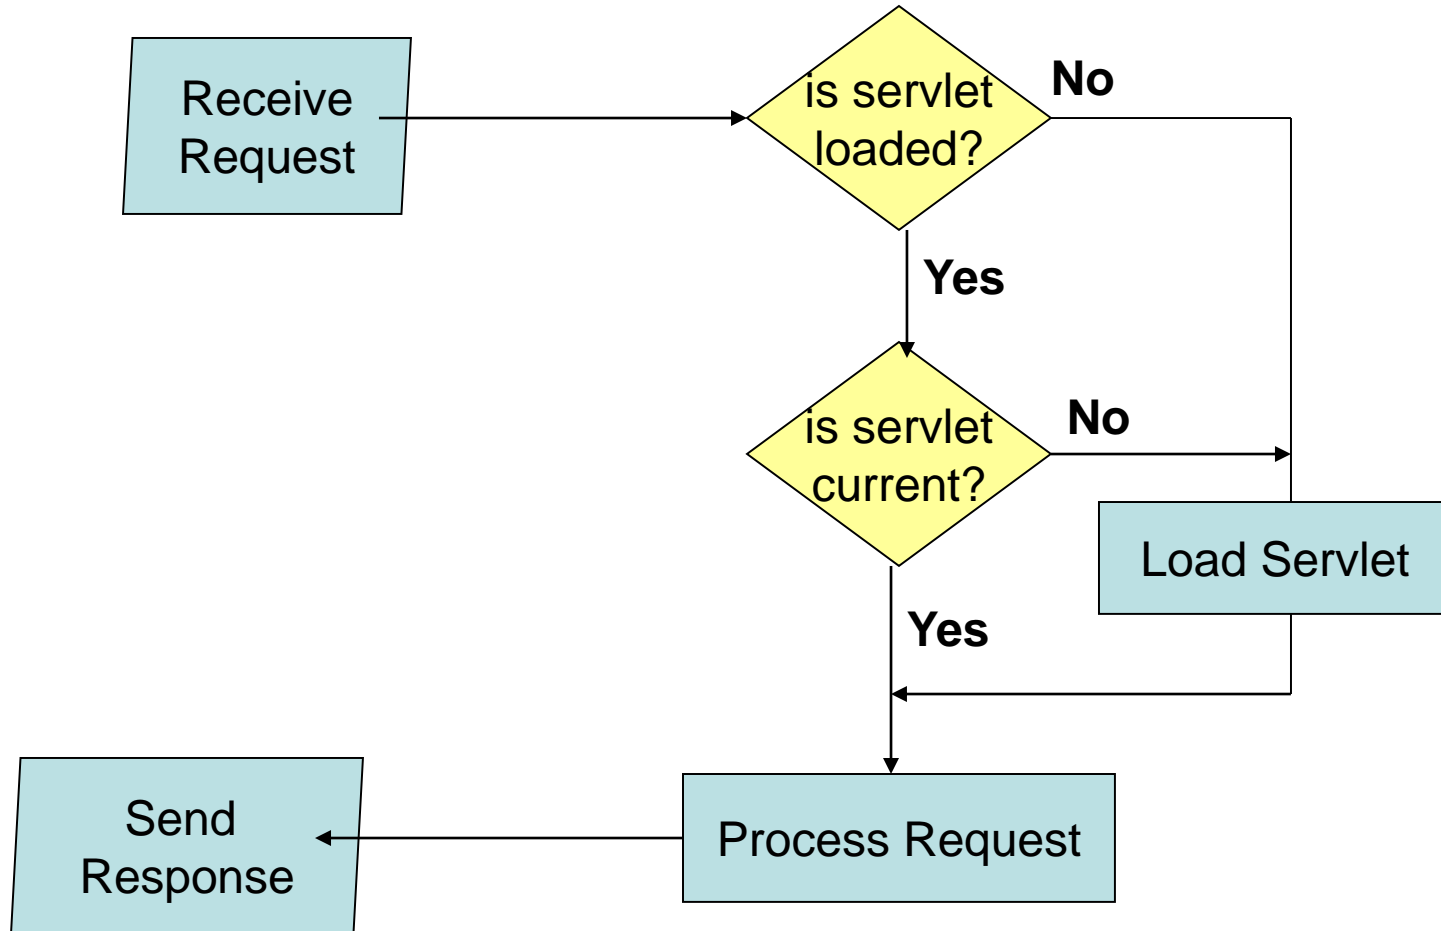 Receive
Request
is servlet
loaded?
No
Yes
is servlet
current?
No
Load Servlet
Yes
Process Request
Send
Response